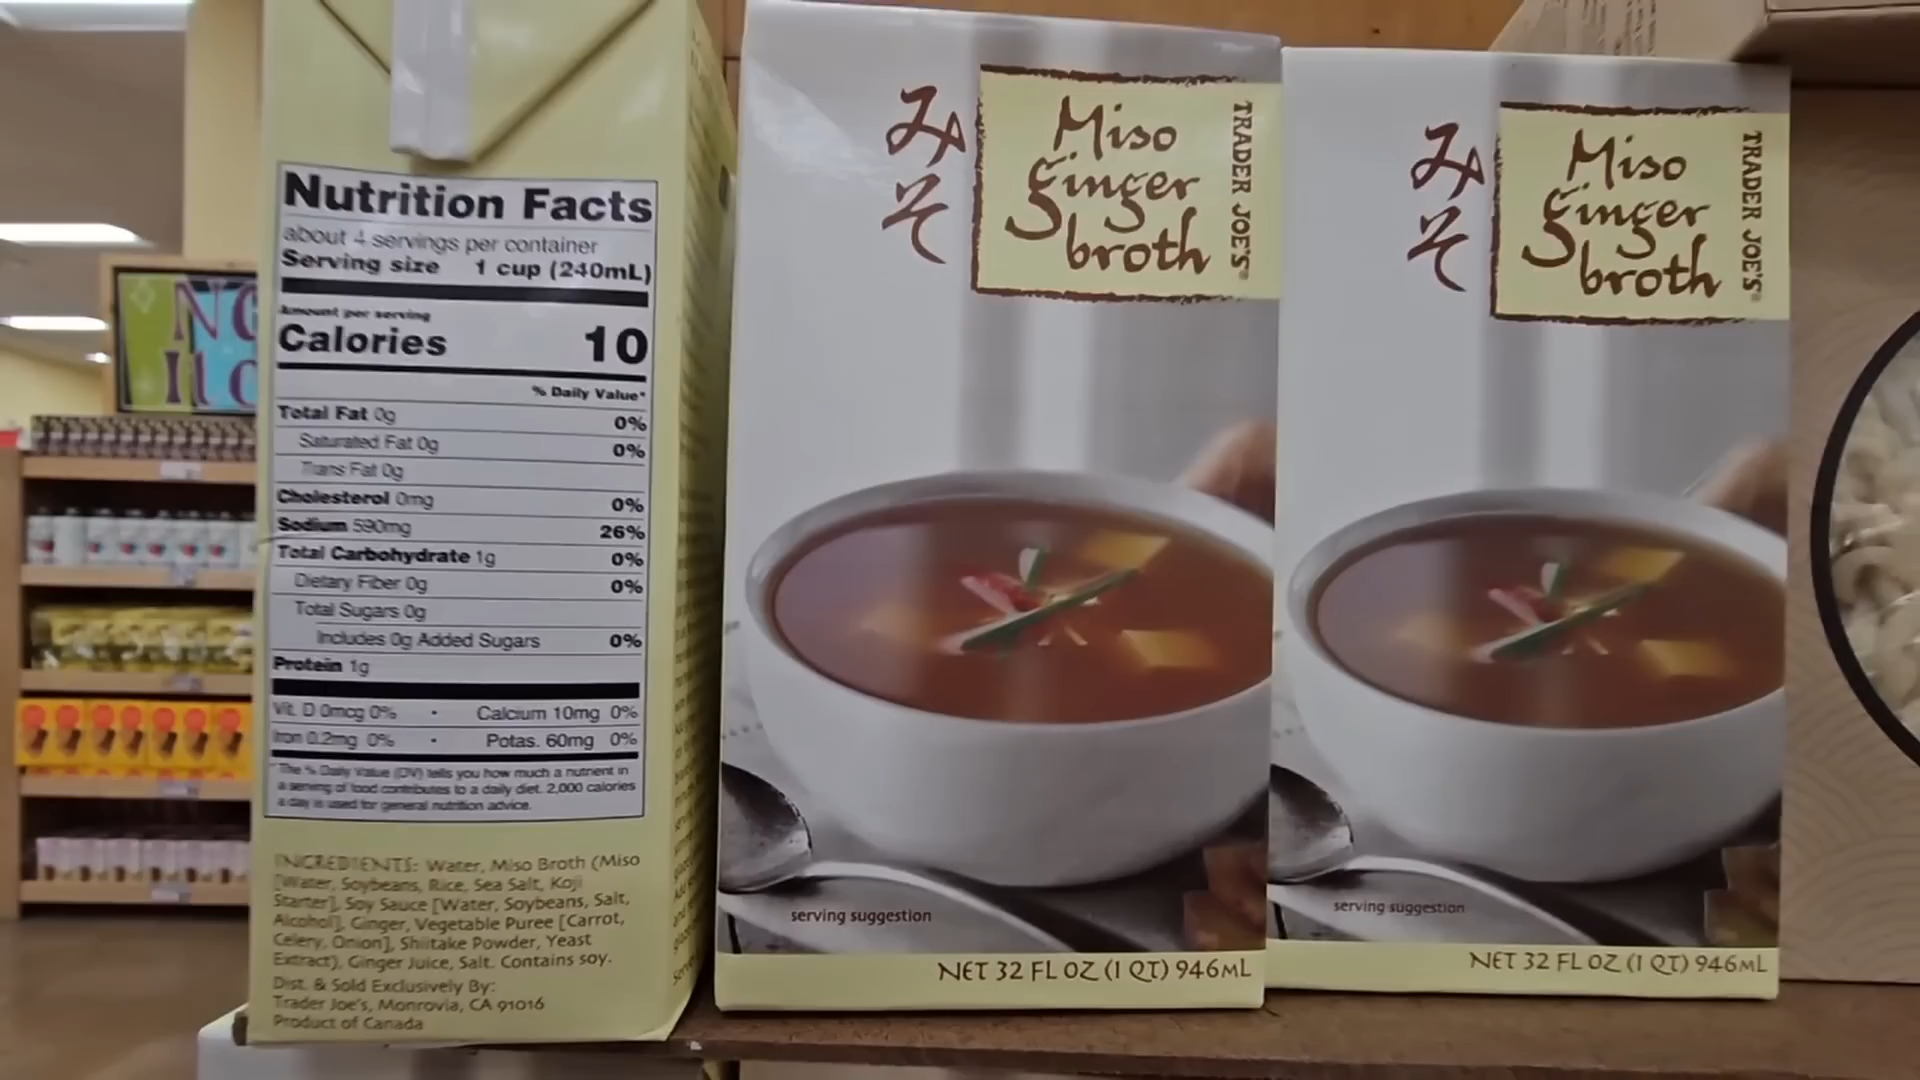 Nutrition Facts
about 4 servings per container
Serving size 1 cup (240mL)
Amount per serving
Calories 10
% Daily Value*
Total Fat 0g 0%
Saturated Fat 0g 0%
Trans Fat 0g
Cholesterol 0mg 0%
Sodium 590mg 26%
Total Carbohydrate 1g 0%
Dietary Fiber 0g 0%
Total Sugars 0g
Includes 0g Added Sugars 0%
Protein 1g
Vit. D 0mcg 0% • Calcium 10mg 0%
Iron 0.2mg 0% • Potas. 60mg 0%
*The % Daily Value (DV) tells you how much a nutrient in
a serving of food contributes to a daily diet. 2,000 calories
a day is used for general nutrition advice.
INGREDIENTS: Water, Miso Broth (Miso
[Water, Soybeans, Rice, Sea Salt, Koji
Starter], Soy Sauce [Water, Soybeans, Salt,
Alcohol], Ginger, Vegetable Puree [Carrot,
Celery, Onion], Shiitake Powder, Yeast
Extract), Ginger Juice, Salt. Contains soy.
Dist. & Sold Exclusively By:
Trader Joe's, Monrovia, CA 91016
Product of Canada
みそ
Miso
ginger
broth
TRADER JOE'S®
serving suggestion
NET 32 FL OZ (1 QT) 946mL
みそ
Miso
ginger
broth
TRADER JOE'S®
serving suggestion
NET 32 FL OZ (1 QT) 946mL